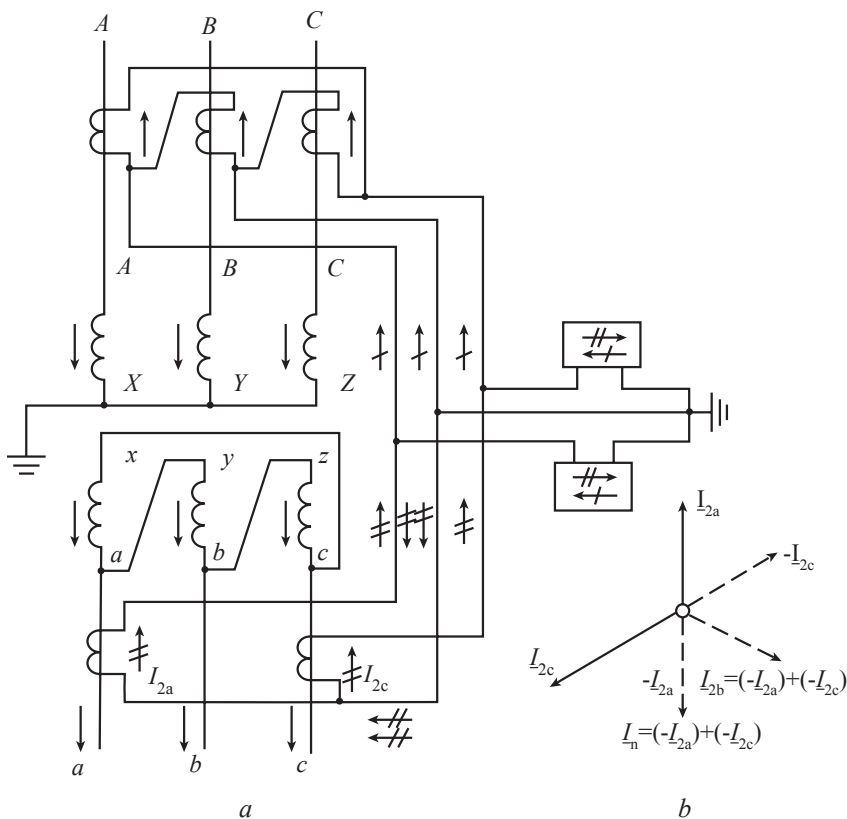 A B C
A B C
X Y Z
x y z
a b c
I2a I2c
a b c
I2a
-I2c
I2c
-I2a I2b=(-I2a)+(-I2c)
In=(-I2a)+(-I2c)
a b